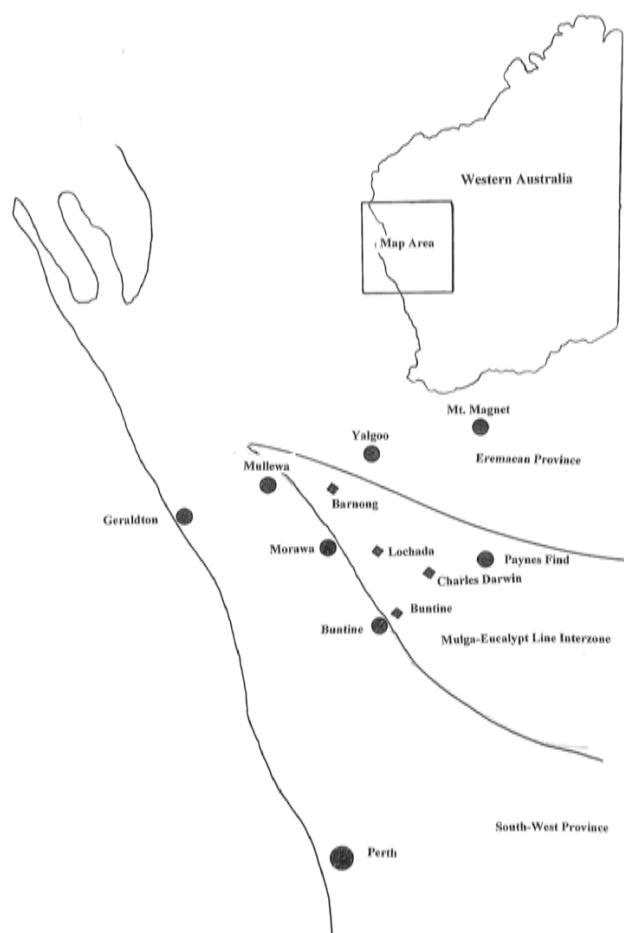 Western Australia
Map Area
Mt. Magnet
Yalgoo
Eremaean Province
Mullewa
Barnong
Geraldton
Morawa
Lochada
Paynes Find
Charles Darwin
Buntine
Buntine
Mulga-Eucalypt Line Interzone
South-West Province
Perth